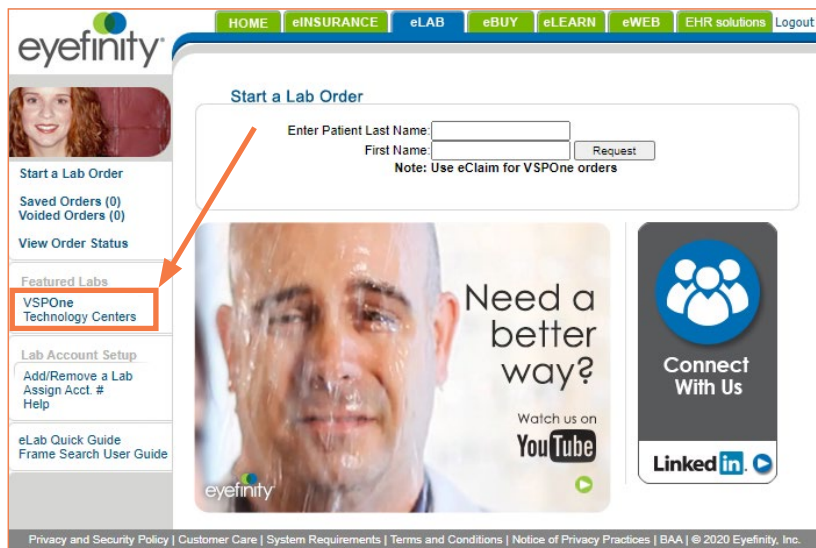 eyefinity
HOME
eINSURANCE
eLAB
eBUY
eLEARN
eWEB
EHR solutions
Logout
Start a Lab Order
Enter Patient Last Name:
First Name:
Request
Note: Use eClaim for VSPOne orders
Start a Lab Order
Saved Orders (0)
Voided Orders (0)
View Order Status
Featured Labs
VSPOne
Technology Centers
Lab Account Setup
Add/Remove a Lab
Assign Acct. #
Help
eLab Quick Guide
Frame Search User Guide
Need a
better
way?
Watch us on
YouTube
eyefinity
Connect
With Us
Linked in.
Privacy and Security Policy | Customer Care | System Requirements | Terms and Conditions | Notice of Privacy Practices | BAA | © 2020 Eyefinity, Inc.